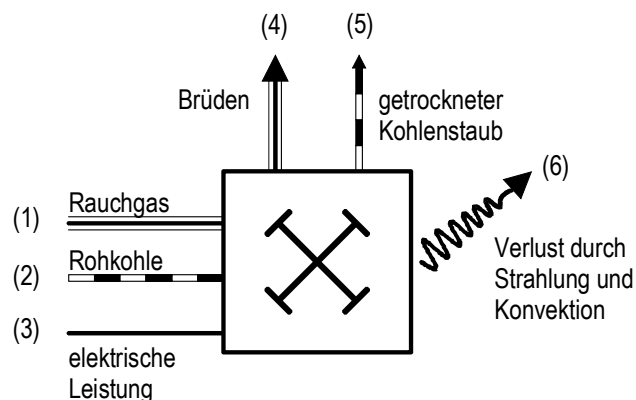 (4)
(5)
Brüden
getrockneter
Kohlenstaub
(6)
(1)
Rauchgas
(2)
Rohkohle
(3)
elektrische
Leistung
Verlust durch
Strahlung und
Konvektion